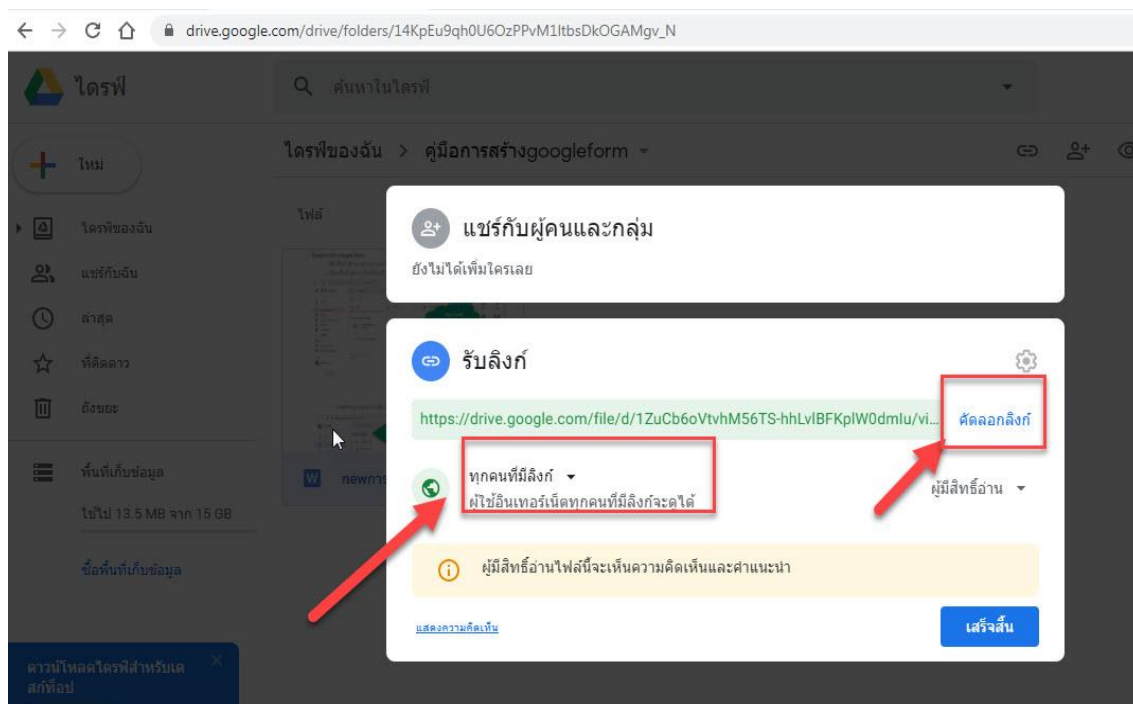 drive.google.com/drive/folders/14KpEu9qh0U6OzPPvM1ltbsDkOGAMgv_N
ไดรฟ์
ค้นหาในไดรฟ์
ใหม่
ไดรฟ์ของฉัน > คู่มือการสร้างgoogleform
ไดรฟ์ของฉัน
แชร์กับฉัน
ล่าสุด
ที่ติดดาว
ถังขยะ
พื้นที่เก็บข้อมูล
ใช้ไป 13.5 MB จาก 15 GB
ซื้อพื้นที่เก็บข้อมูล
ดาวน์โหลดไดรฟ์สำหรับเด
สก์ท็อป
ไฟล์
W
แชร์กับผู้คนและกลุ่ม
ยังไม่ได้เพิ่มใครเลย
รับลิงก์
https://drive.google.com/file/d/1ZuCb6oVtvhM56TS-hhLvlBFKplW0dmIu/vi... คัดลอกลิงก์
ทุกคนที่มีลิงก์
ผู้ใช้อินเทอร์เน็ตทุกคนที่มีลิงก์จะดูได้
ผู้มีสิทธิ์อ่าน
ผู้มีสิทธิ์อ่านไฟล์นี้จะเห็นความคิดเห็นและคำแนะนำ
แสดงความคิดเห็น
เสร็จสิ้น